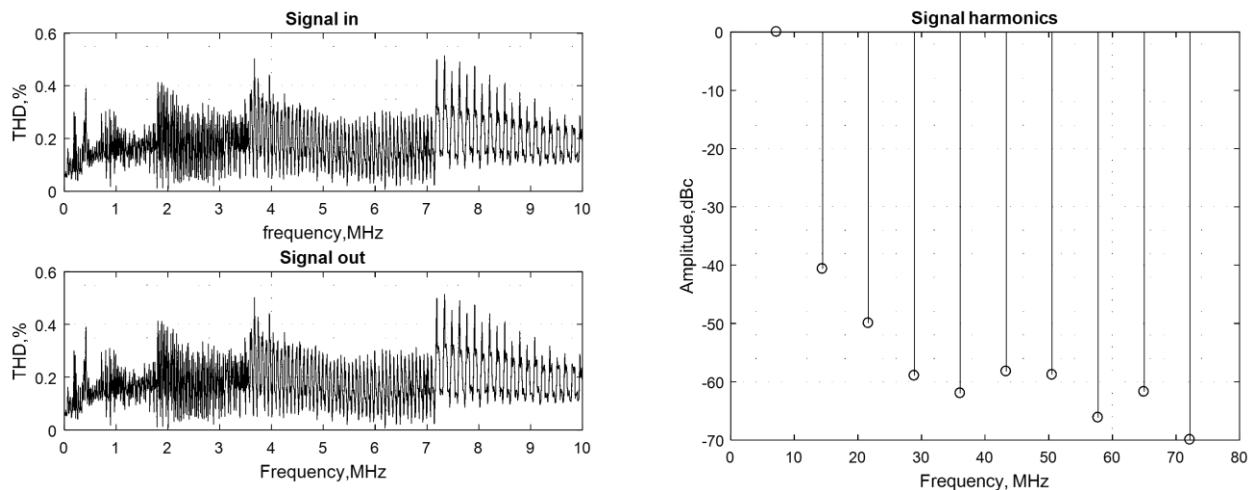 Signal in
THD,%
0.6
0.4
0.2
0
0 1 2 3 4 5 6 7 8 9 10
frequency,MHz
Signal out
THD,%
0.6
0.4
0.2
0
0 1 2 3 4 5 6 7 8 9 10
Frequency,MHz
Signal harmonics
Amplitude,dBc
0
-10
-20
-30
-40
-50
-60
-70
0 10 20 30 40 50 60 70 80
Frequency, MHz